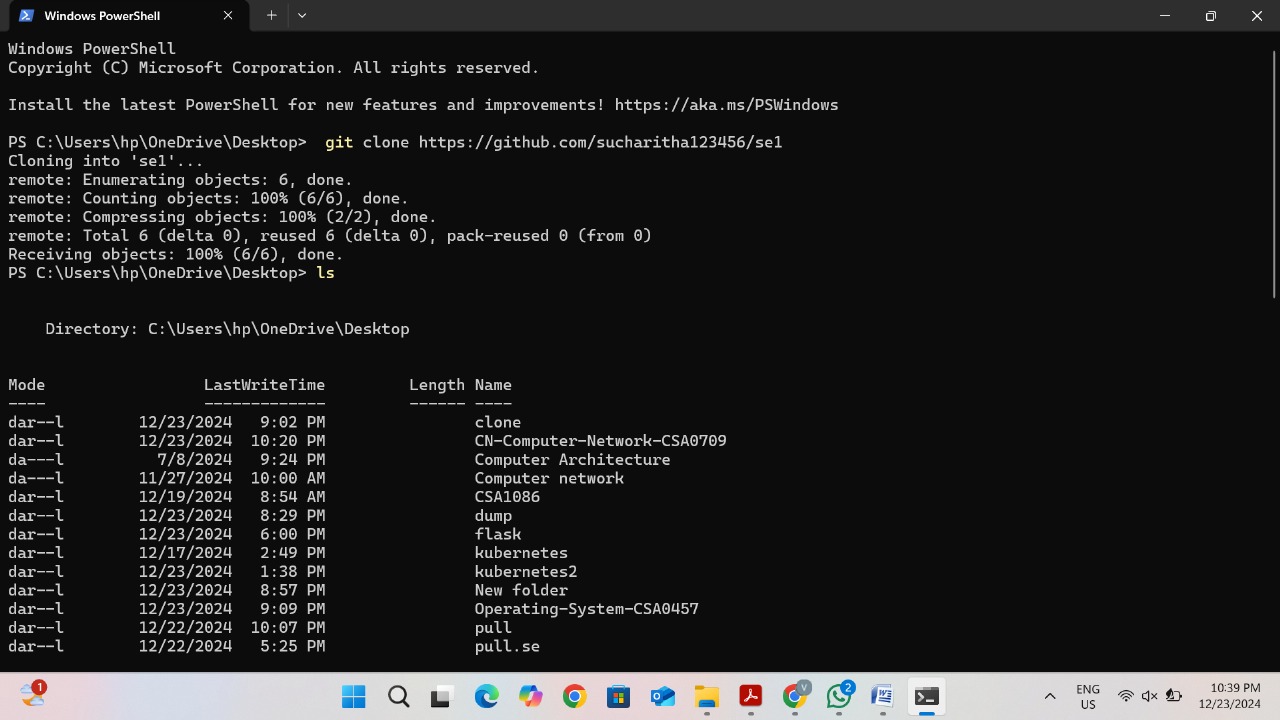 Windows PowerShell
Windows PowerShell
Copyright (C) Microsoft Corporation. All rights reserved.
Install the latest PowerShell for new features and improvements! https://aka.ms/PSWindows
PS C:\Users\hp\OneDrive\Desktop>  git clone https://github.com/sucharitha123456/se1
Cloning into 'se1'...
remote: Enumerating objects: 6, done.
remote: Counting objects: 100% (6/6), done.
remote: Compressing objects: 100% (2/2), done.
remote: Total 6 (delta 0), reused 6 (delta 0), pack-reused 0 (from 0)
Receiving objects: 100% (6/6), done.
PS C:\Users\hp\OneDrive\Desktop> ls
Directory: C:\Users\hp\OneDrive\Desktop
Mode LastWriteTime Length Name
---- ------------- ------ ----
dar--l 12/23/2024 9:02 PM clone
dar--l 12/23/2024 10:20 PM CN-Computer-Network-CSA0709
da---l 7/8/2024 9:24 PM Computer Architecture
da---l 11/27/2024 10:00 AM Computer network
dar--l 12/19/2024 8:54 AM CSA1086
dar--l 12/23/2024 8:29 PM dump
dar--l 12/23/2024 6:00 PM flask
dar--l 12/17/2024 2:49 PM kubernetes
dar--l 12/23/2024 1:38 PM kubernetes2
dar--l 12/23/2024 8:57 PM New folder
dar--l 12/23/2024 9:09 PM Operating-System-CSA0457
dar--l 12/22/2024 10:07 PM pull
dar--l 12/22/2024 5:25 PM pull.se
1
V
2
ENG
US
10:39 PM
12/23/2024